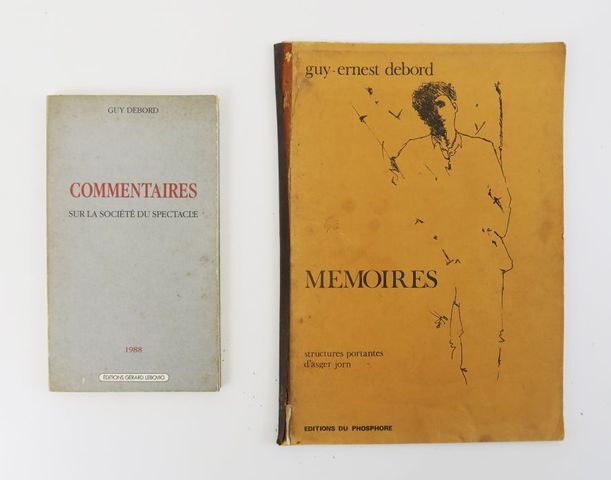 GUY DEBORD
COMMENTAIRES
SUR LA SOCIÉTÉ DU SPECTACLE
1988
ÉDITIONS GÉRARD LEBOVICI
guy-ernest debord
MEMOIRES
structures portantes
d'asger jorn
EDITIONS DU PHOSPHORE